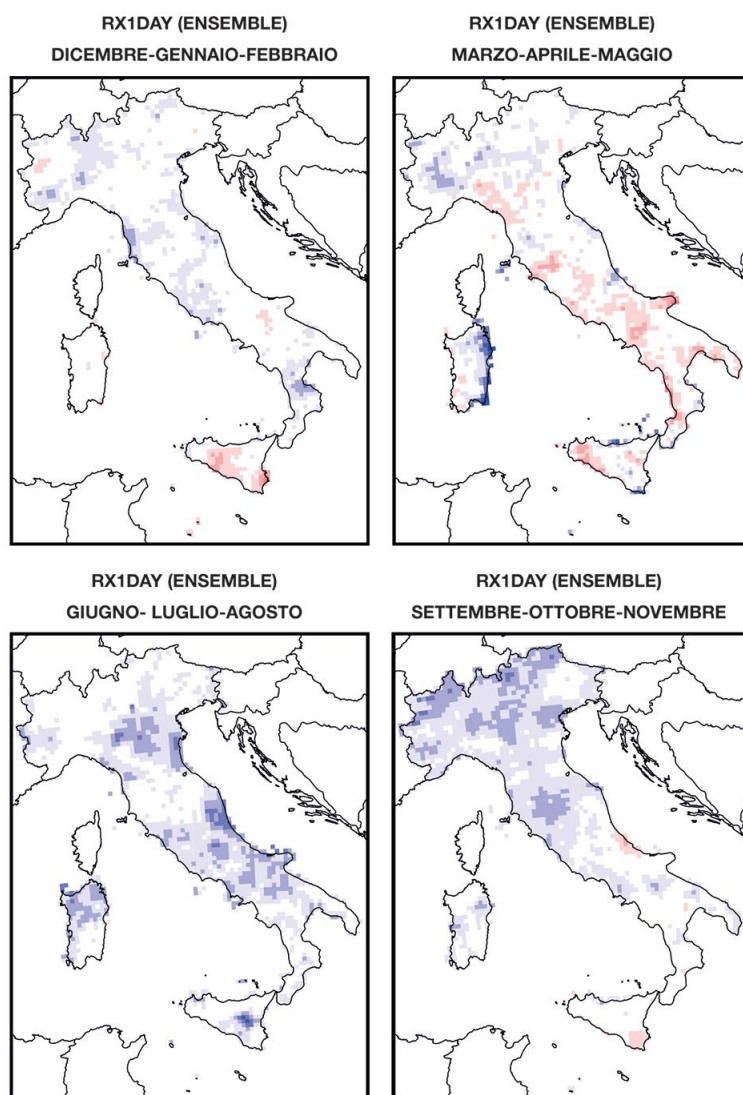 RX1DAY (ENSEMBLE)
DICEMBRE-GENNAIO-FEBBRAIO
RX1DAY (ENSEMBLE)
MARZO-APRILE-MAGGIO
RX1DAY (ENSEMBLE)
GIUGNO- LUGLIO-AGOSTO
RX1DAY (ENSEMBLE)
SETTEMBRE-OTTOBRE-NOVEMBRE